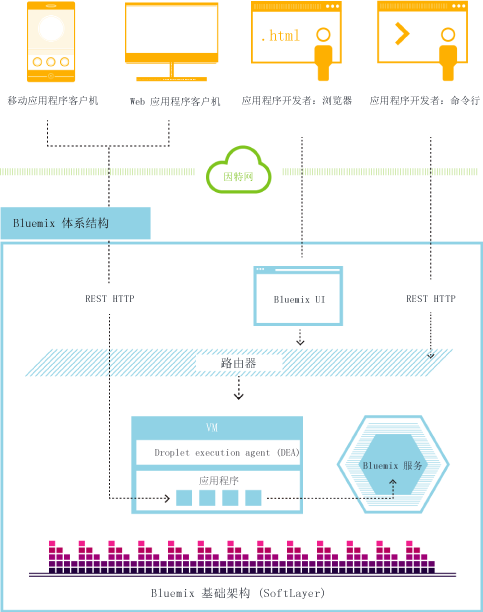 .html
移动应用程序客户机
Web 应用程序客户机
应用程序开发者：浏览器
应用程序开发者：命令行
因特网
Bluemix 体系结构
REST HTTP
Bluemix UI
REST HTTP
路由器
VM
Droplet execution agent (DEA)
应用程序
Bluemix 服务
Bluemix 基础架构 (SoftLayer)